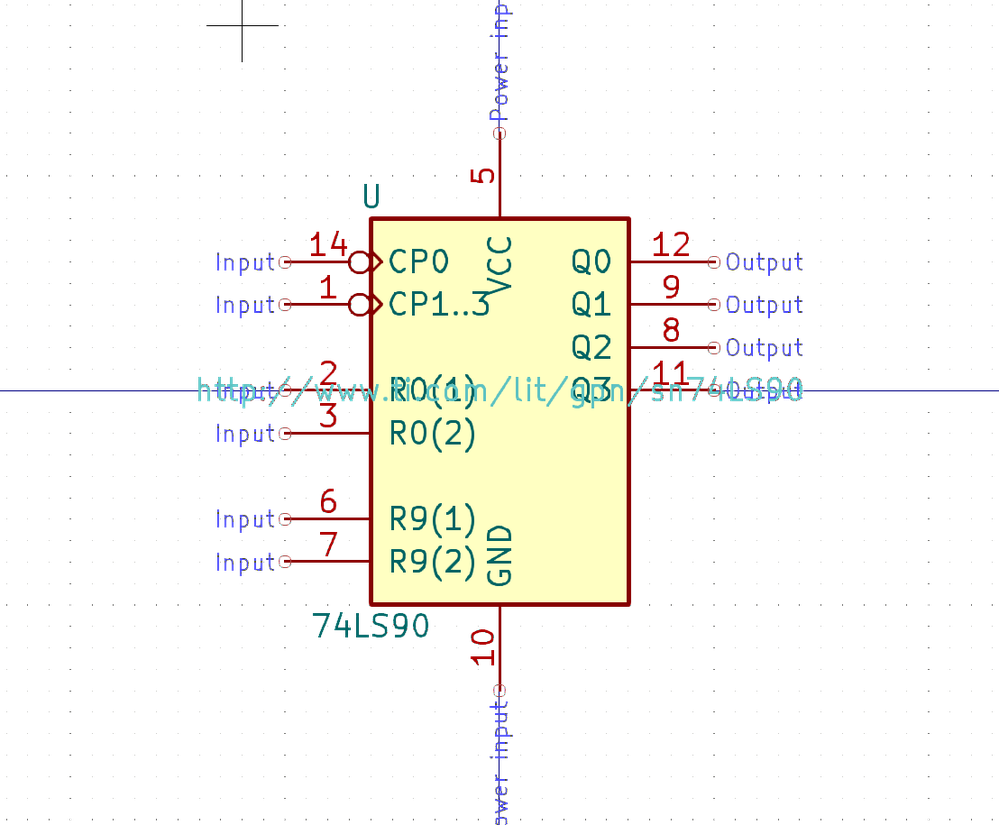 Power inp
5
U
14
12
Input
CP0
VCC
Q0
Output
1
9
Input
CP1..3
Q1
Output
8
Q2
Output
2
11
Input
R0(1)
Q3
Output
http://www.ti.com/lit/gpn/sn74LS90
3
Input
R0(2)
6
Input
R9(1)
7
Input
R9(2)
GND
74LS90
10
ower input